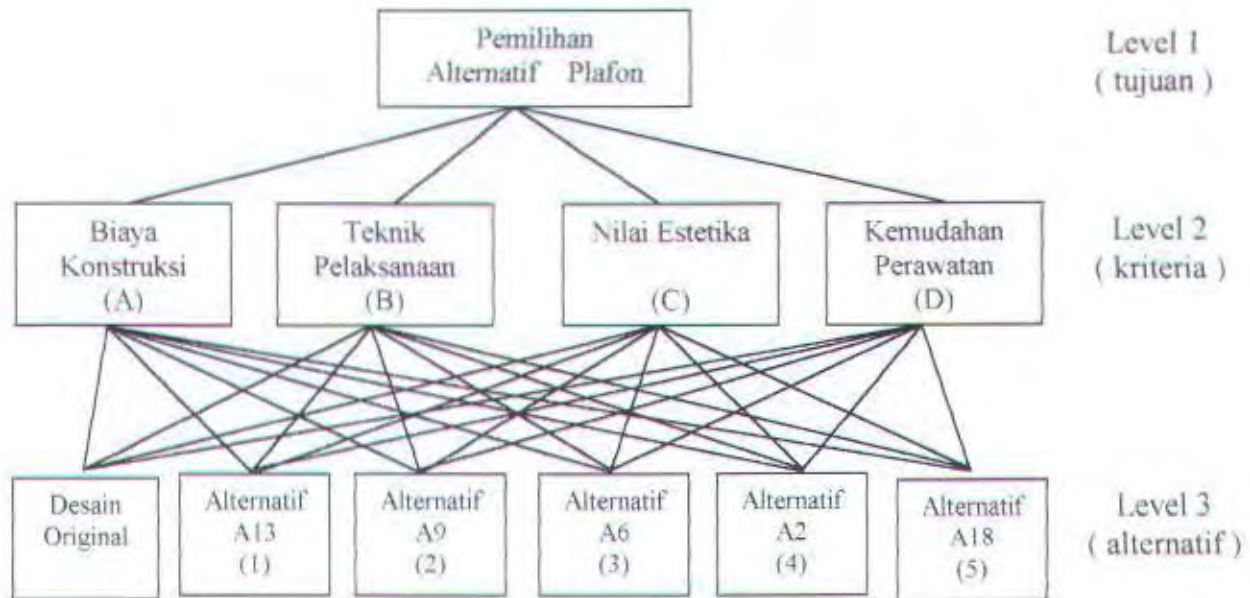 Pemilihan
Alternatif Plafon
Level 1
( tujuan )
Biaya
Konstruksi
(A)
Teknik
Pelaksanaan
(B)
Nilai Estetika
(C)
Kemudahan
Perawatan
(D)
Level 2
( kriteria )
Desain
Original
Alternatif
A13
(1)
Alternatif
A9
(2)
Alternatif
A6
(3)
Alternatif
A2
(4)
Alternatif
A18
(5)
Level 3
( alternatif )